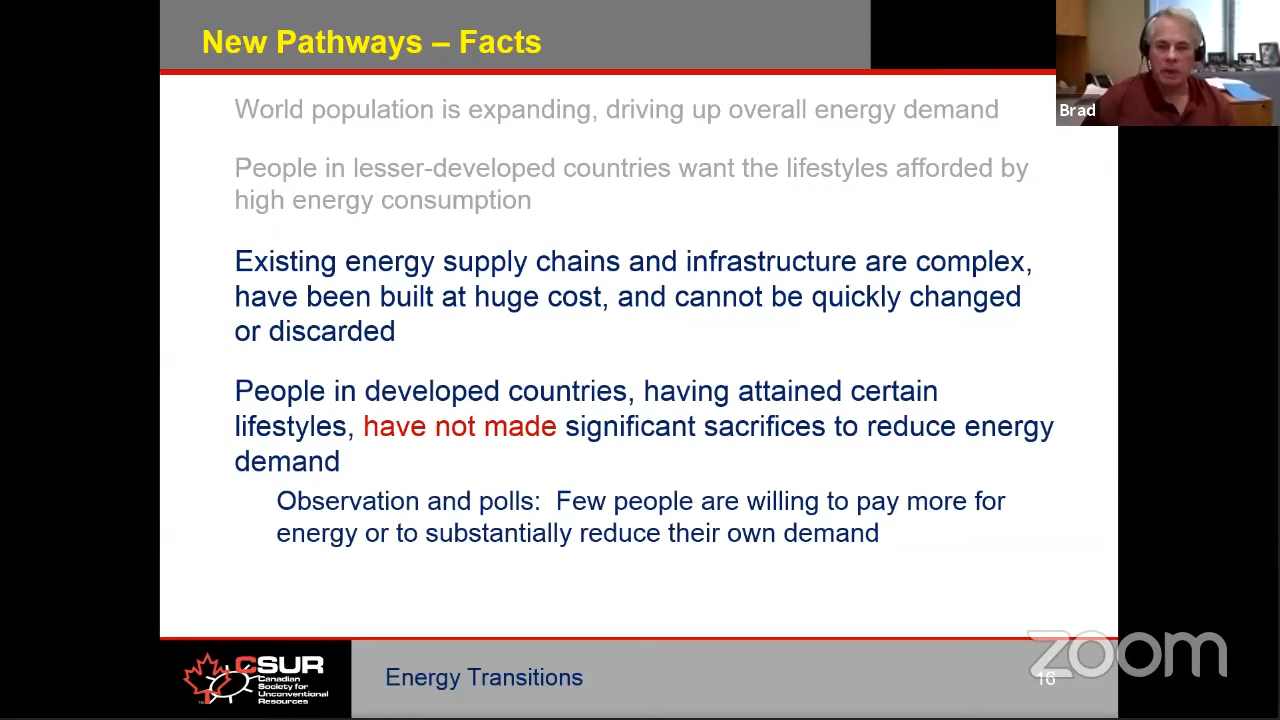 New Pathways – Facts
Brad
World population is expanding, driving up overall energy demand
People in lesser-developed countries want the lifestyles afforded by
high energy consumption
Existing energy supply chains and infrastructure are complex,
have been built at huge cost, and cannot be quickly changed
or discarded
People in developed countries, having attained certain
lifestyles, have not made significant sacrifices to reduce energy
demand
Observation and polls:  Few people are willing to pay more for
energy or to substantially reduce their own demand
CSUR
Canadian
Society for
Unconventional
Resources
TM
Energy Transitions
16
zoom